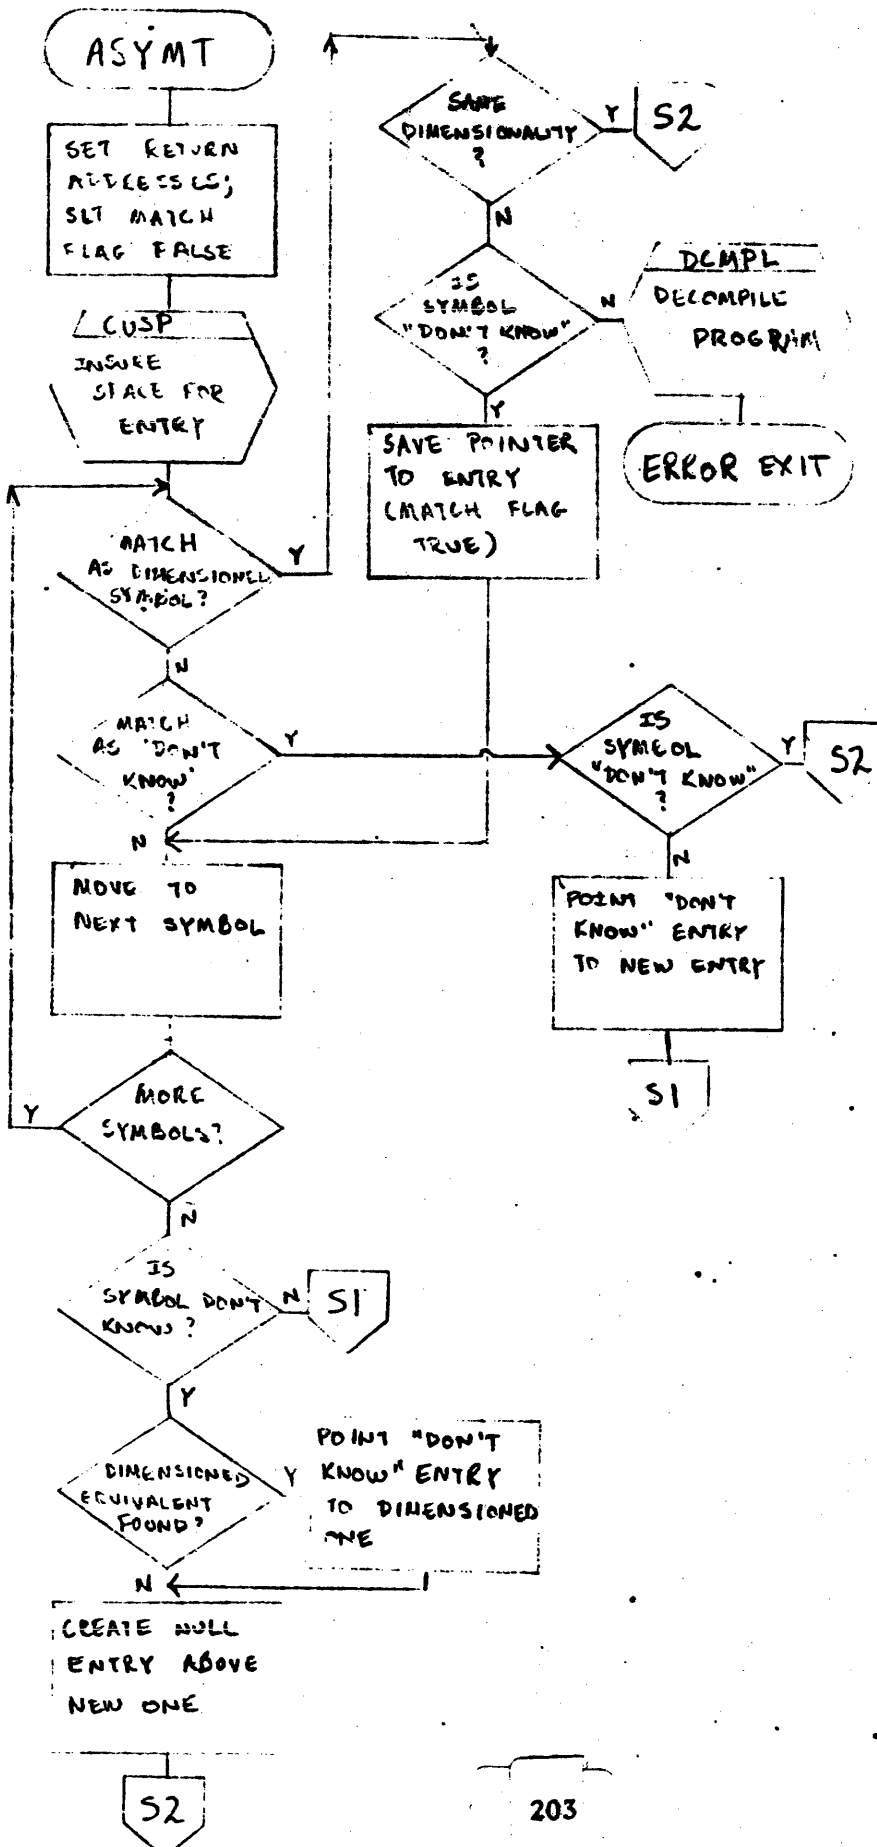 ASYMT
SET RETURN
ADDRESSES;
SET MATCH
FLAG FALSE
CUSP
INSURE
SPACE FOR
ENTRY
MATCH
AS DIMENSIONED
SYMBOL?
Y
N
MATCH
AS "DON'T
KNOW"
?
Y
N
MOVE TO
NEXT SYMBOL
MORE
SYMBOLS?
Y
N
IS
SYMBOL DON'T
KNOW?
N
S1
Y
DIMENSIONED
EQUIVALENT
FOUND?
Y
POINT "DON'T
KNOW" ENTRY
TO DIMENSIONED
ONE
N
CREATE NULL
ENTRY ABOVE
NEW ONE
S2
SAME
DIMENSIONALITY
?
Y
S2
N
IS
SYMBOL
"DON'T KNOW"
?
N
DCMPL
DECOMPILE
PROGRAM
ERROR EXIT
Y
SAVE POINTER
TO ENTRY
(MATCH FLAG
TRUE)
IS
SYMBOL
"DON'T KNOW"
?
Y
S2
N
POINT "DON'T
KNOW" ENTRY
TO NEW ENTRY
S1
203